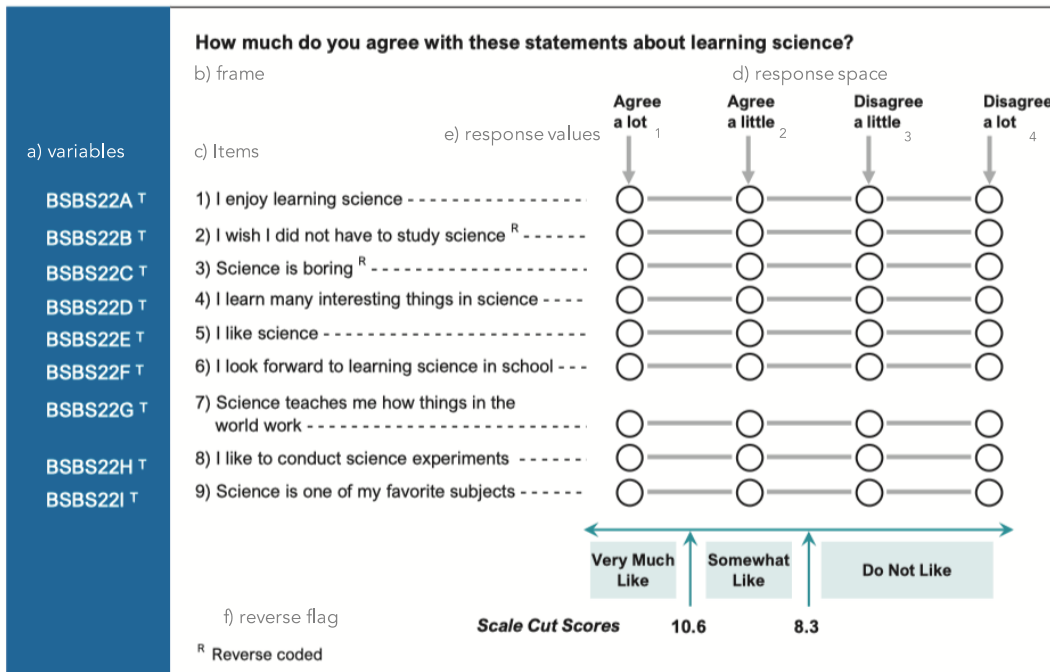 How much do you agree with these statements about learning science?
b) frame
d) response space
Agree a lot 1
Agree a little 2
Disagree a little 3
Disagree a lot 4
e) response values
a) variables
c) Items
BSBS22A T
1) I enjoy learning science
BSBS22B T
2) I wish I did not have to study science R
BSBS22C T
3) Science is boring R
BSBS22D T
4) I learn many interesting things in science
BSBS22E T
5) I like science
BSBS22F T
6) I look forward to learning science in school
BSBS22G T
7) Science teaches me how things in the
world work
BSBS22H T
8) I like to conduct science experiments
BSBS22I T
9) Science is one of my favorite subjects
Very Much
Like
Somewhat
Like
Do Not Like
f) reverse flag
Scale Cut Scores 10.6 8.3
R Reverse coded